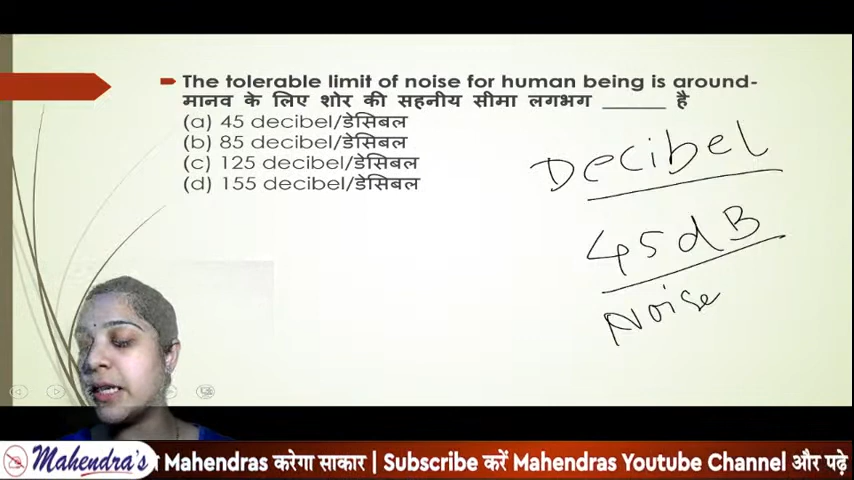 The tolerable limit of noise for human being is around-
मानव के लिए शोर की सहनीय सीमा लगभग ______ है
(a) 45 decibel/डेसिबल
(b) 85 decibel/डेसिबल
(c) 125 decibel/डेसिबल
(d) 155 decibel/डेसिबल
Decibel
45dB
Noise
Mahendra's
Mahendras करेगा साकार | Subscribe करें Mahendras Youtube Channel और पढ़े